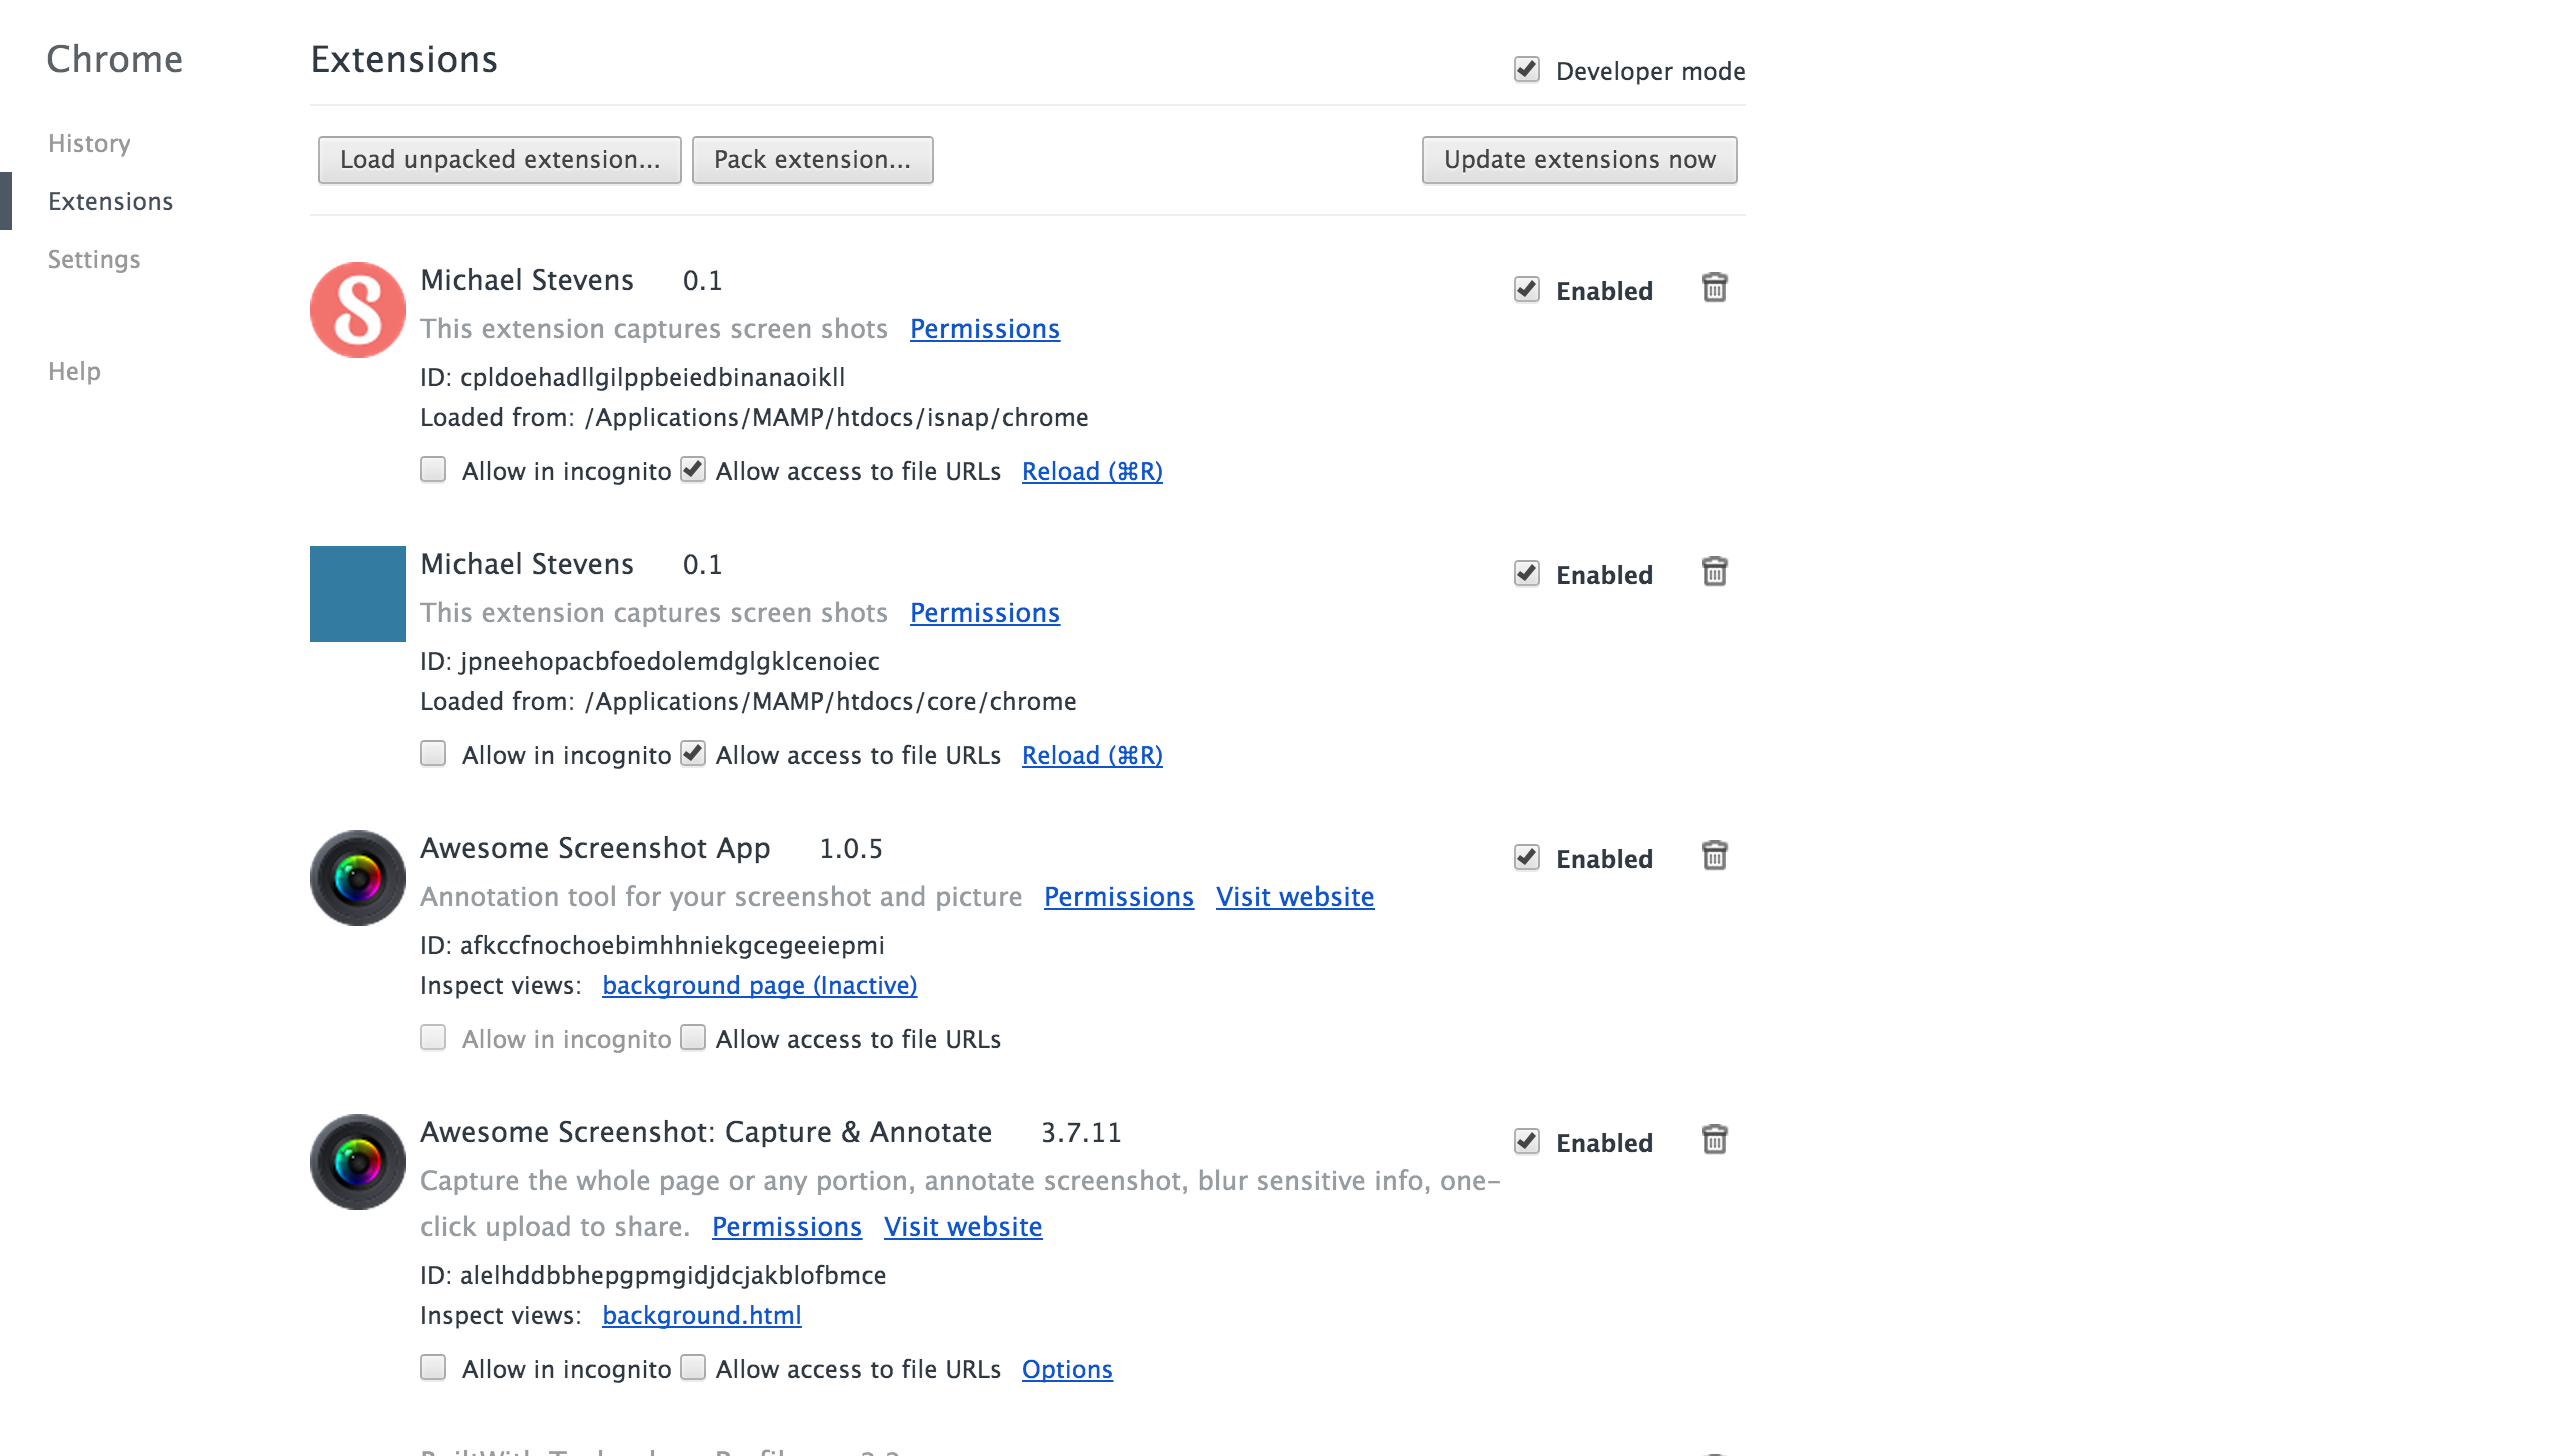 Chrome
History
Extensions
Settings
Help
Extensions
Developer mode
Load unpacked extension... Pack extension... Update extensions now
Michael Stevens 0.1
Enabled
This extension captures screen shots Permissions
ID: cpldoehadllgilppbeiedbinanaoikll
Loaded from: /Applications/MAMP/htdocs/isnap/chrome
Allow in incognito Allow access to file URLs Reload (⌘R)
Michael Stevens 0.1
Enabled
This extension captures screen shots Permissions
ID: jpneehopacbfoedolemdglgklcenoiec
Loaded from: /Applications/MAMP/htdocs/core/chrome
Allow in incognito Allow access to file URLs Reload (⌘R)
Awesome Screenshot App 1.0.5
Enabled
Annotation tool for your screenshot and picture Permissions Visit website
ID: afkccfnochoebimhhniekgcegeeiepmi
Inspect views: background page (Inactive)
Allow in incognito Allow access to file URLs
Awesome Screenshot: Capture & Annotate 3.7.11
Enabled
Capture the whole page or any portion, annotate screenshot, blur sensitive info, one-
click upload to share. Permissions Visit website
ID: alelhddbbhepgpmgidjdcjakblofbmce
Inspect views: background.html
Allow in incognito Allow access to file URLs Options